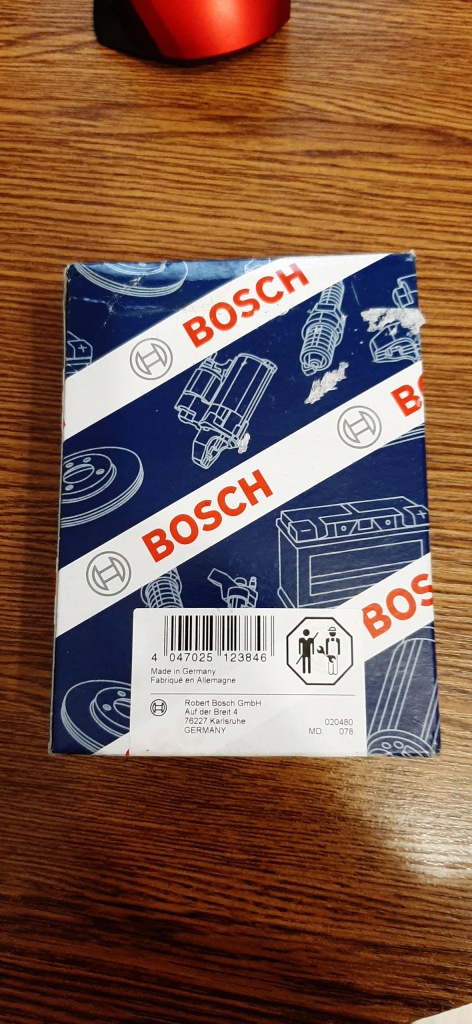 BOSCH
BOS
BOSCH
BOSC
4 047025 123846
Made in Germany
Fabriqué en Allemagne
Robert Bosch GmbH
Auf der Breit 4
76227 Karlsruhe
GERMANY
020480
MD: 078